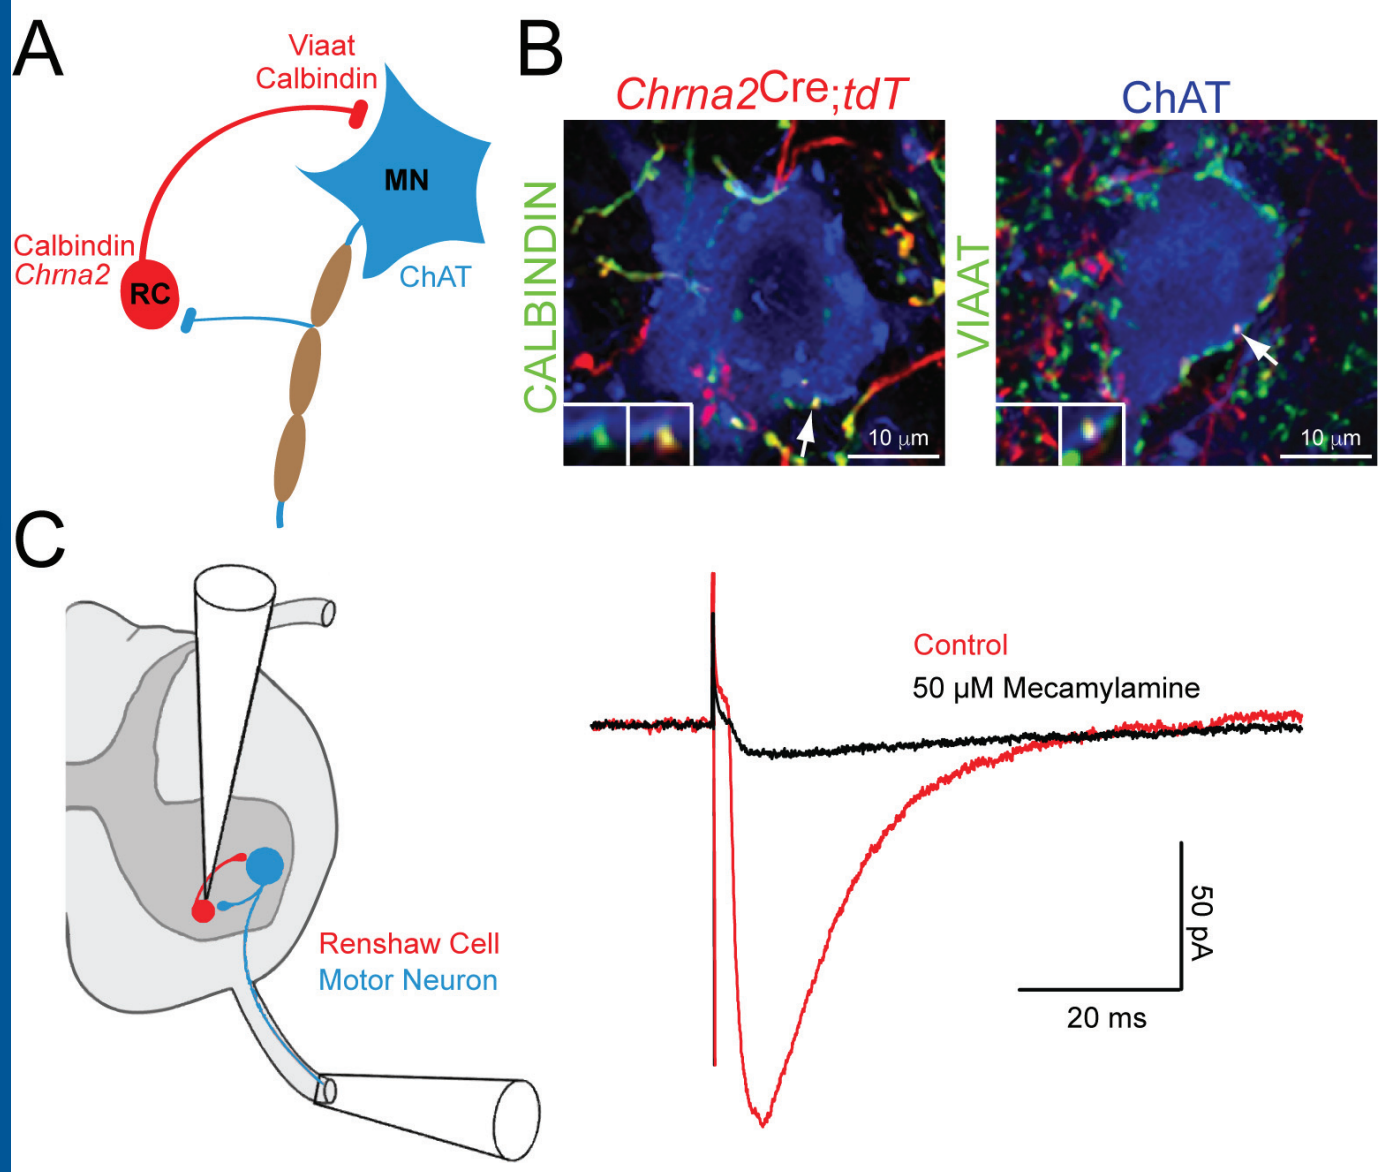 A
Viaat
Calbindin
MN
Calbindin
Chrna2
RC
ChAT
B
Chrna2Cre;tdT
ChAT
CALBINDIN
VIAAT
10 μm
10 μm
C
Control
50 μM Mecamylamine
Renshaw Cell
Motor Neuron
50 pA
20 ms